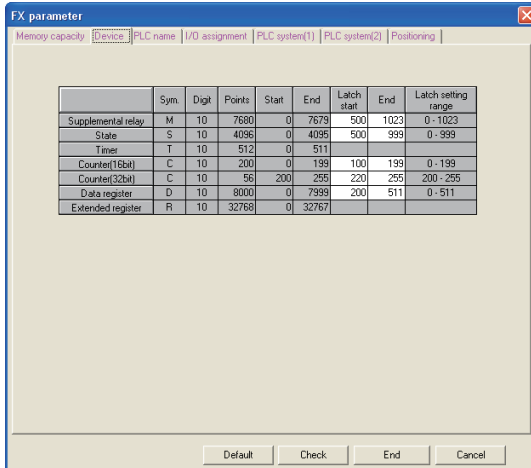 FX parameter
Memory capacity Device PLC name I/O assignment PLC system(1) PLC system(2) Positioning
Sym. Digit Points Start End Latch start End Latch setting range
Supplemental relay M 10 7680 0 7679 500 1023 0 - 1023
State S 10 4096 0 4095 500 999 0 - 999
Timer T 10 512 0 511
Counter(16bit) C 10 200 0 199 100 199 0 - 199
Counter(32bit) C 10 56 200 255 220 255 200 - 255
Data register D 10 8000 0 7999 200 511 0 - 511
Extended register R 10 32768 0 32767
Default Check End Cancel